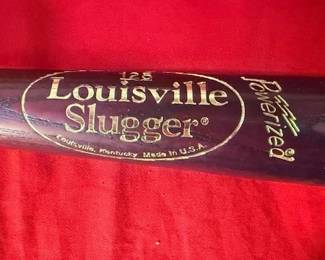 125
Louisville
Slugger®
Louisville, Kentucky Made in U.S.A.
Powerized